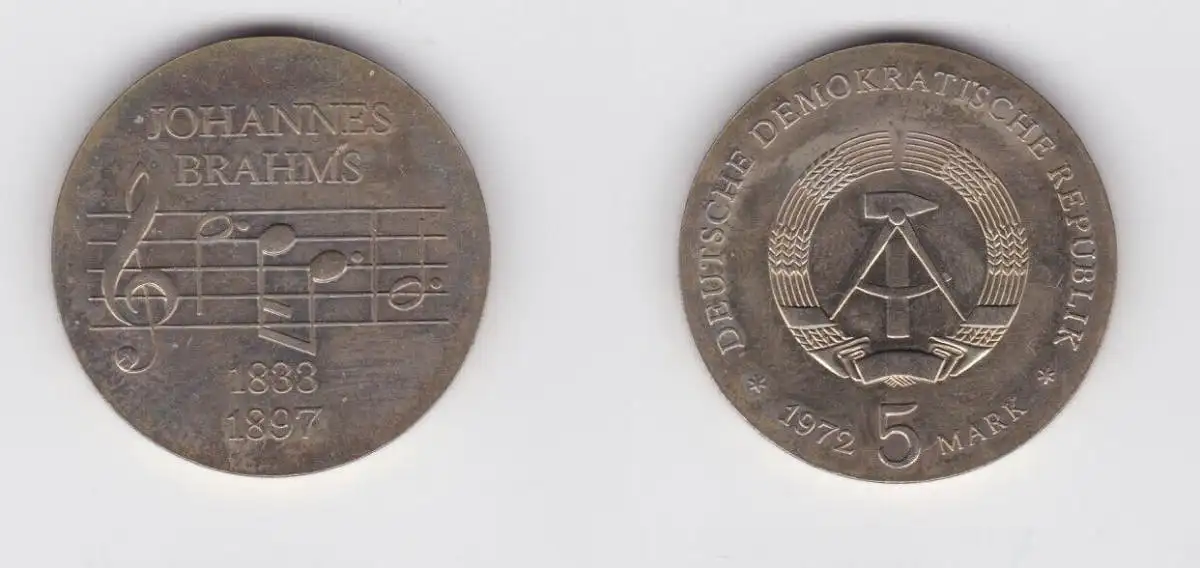 JOHANNES
BRAHMS
1833
1897
DEUTSCHE DEMOKRATISCHE REPUBLIK
* 1972 5 MARK *